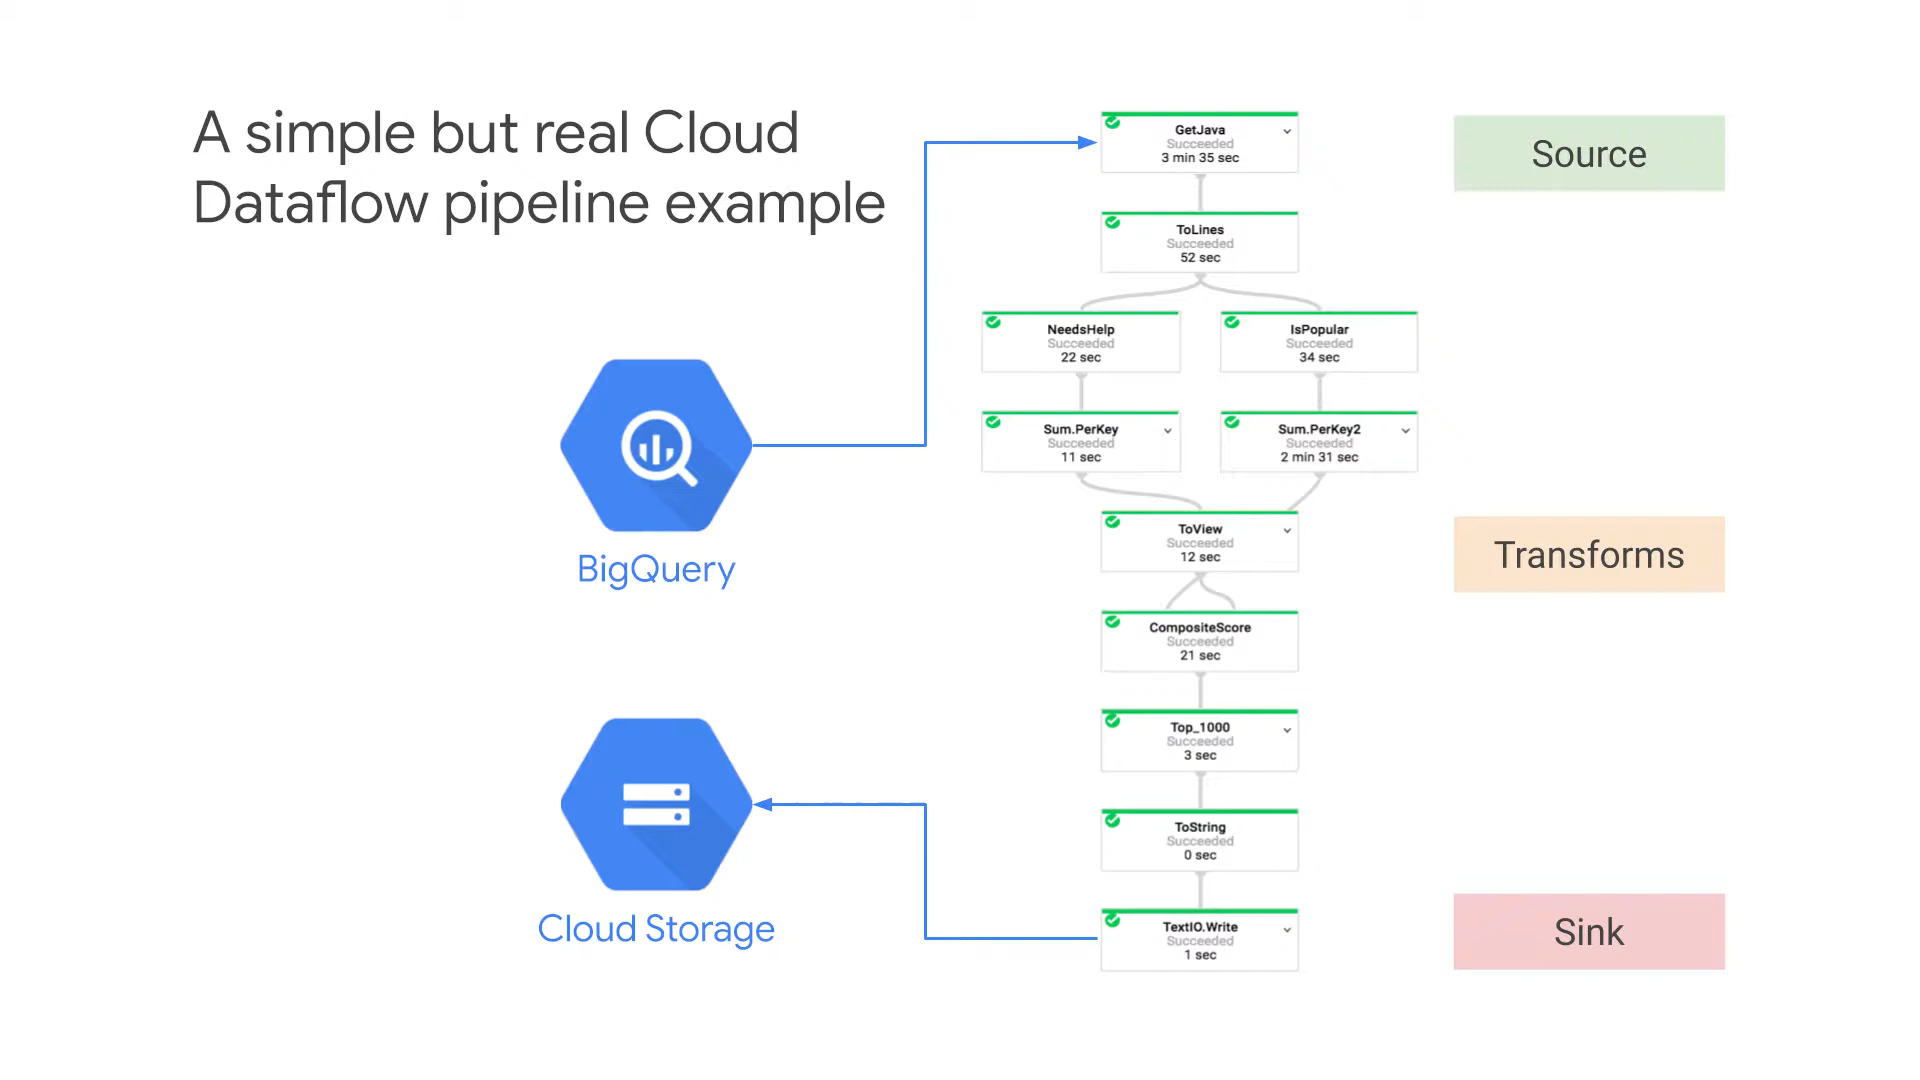 A simple but real Cloud
Dataflow pipeline example
GetJava
Succeeded
3 min 35 sec
Source
ToLines
Succeeded
52 sec
NeedsHelp
Succeeded
22 sec
IsPopular
Succeeded
34 sec
Sum.PerKey
Succeeded
11 sec
Sum.PerKey2
Succeeded
2 min 31 sec
BigQuery
ToView
Succeeded
12 sec
Transforms
CompositeScore
Succeeded
21 sec
Top_1000
Succeeded
3 sec
ToString
Succeeded
0 sec
Cloud Storage
TextIO.Write
Succeeded
1 sec
Sink